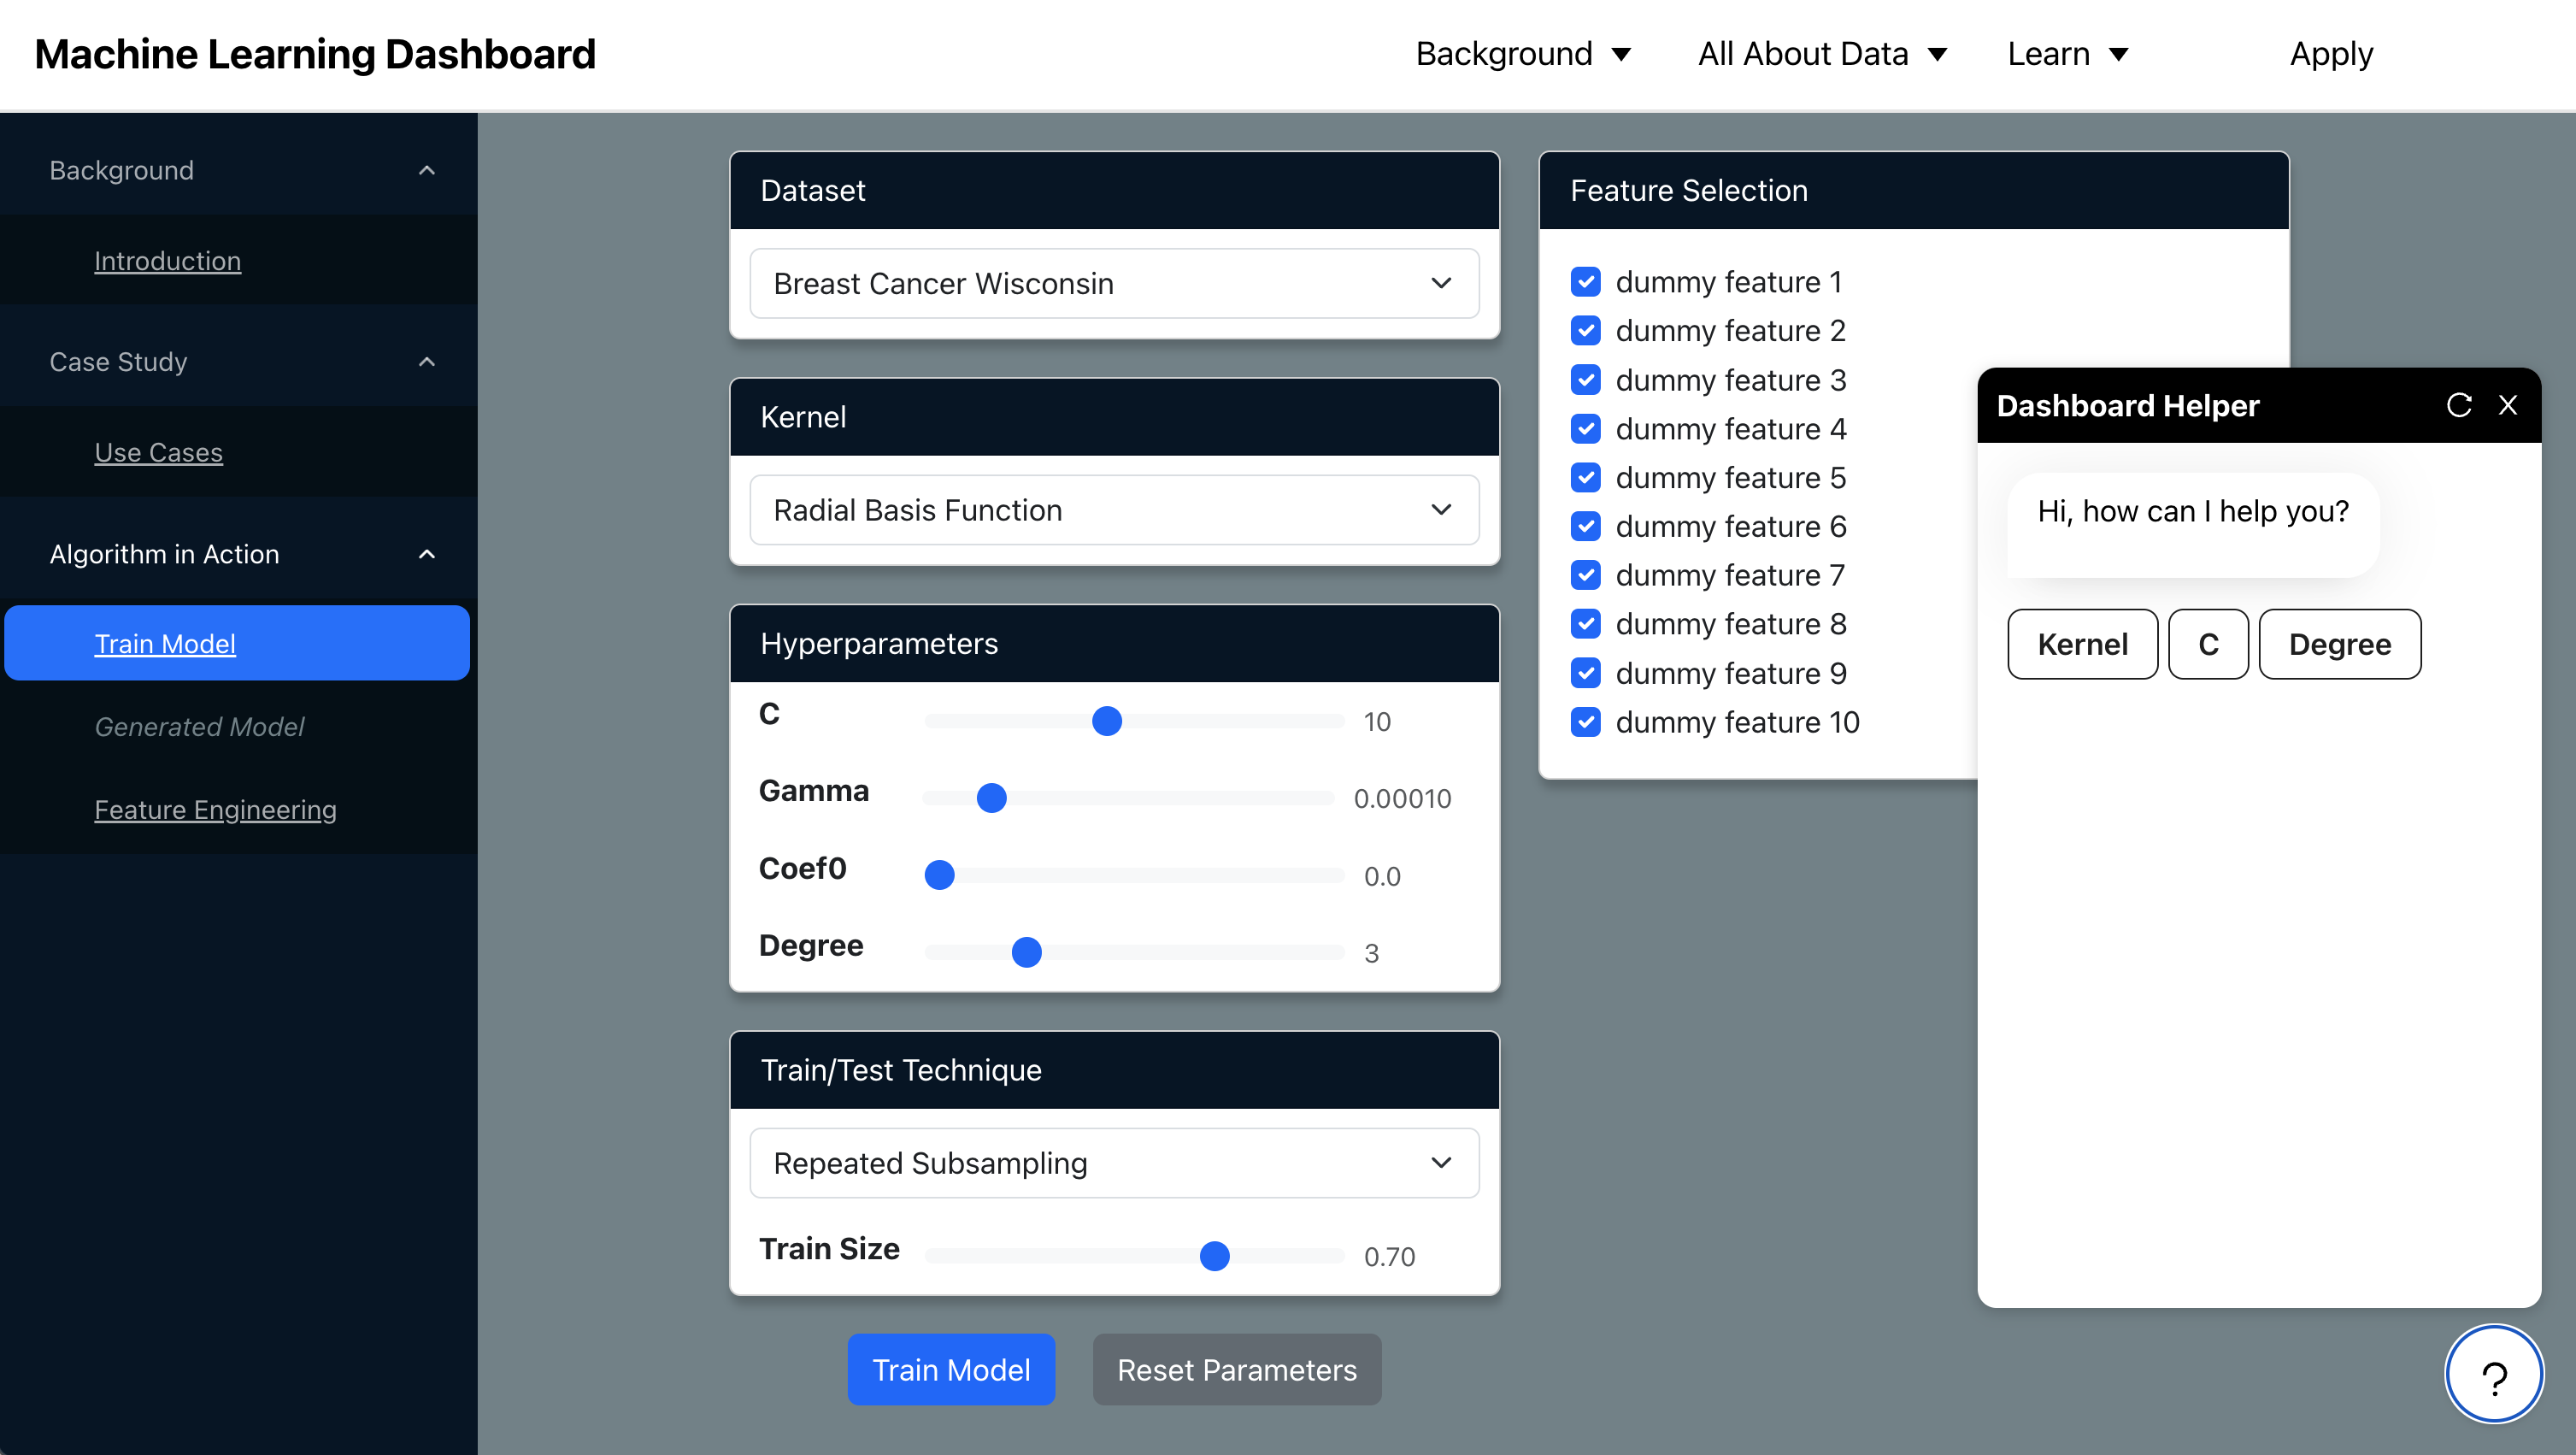 Machine Learning Dashboard
Background
All About Data
Learn
Apply
Background
Introduction
Case Study
Use Cases
Algorithm in Action
Train Model
Generated Model
Feature Engineering
Dataset
Breast Cancer Wisconsin
Kernel
Radial Basis Function
Hyperparameters
C 10
Gamma 0.00010
Coef0 0.0
Degree 3
Train/Test Technique
Repeated Subsampling
Train Size 0.70
Train Model
Reset Parameters
Feature Selection
dummy feature 1
dummy feature 2
dummy feature 3
dummy feature 4
dummy feature 5
dummy feature 6
dummy feature 7
dummy feature 8
dummy feature 9
dummy feature 10
Dashboard Helper X
Hi, how can I help you?
Kernel
C
Degree
?